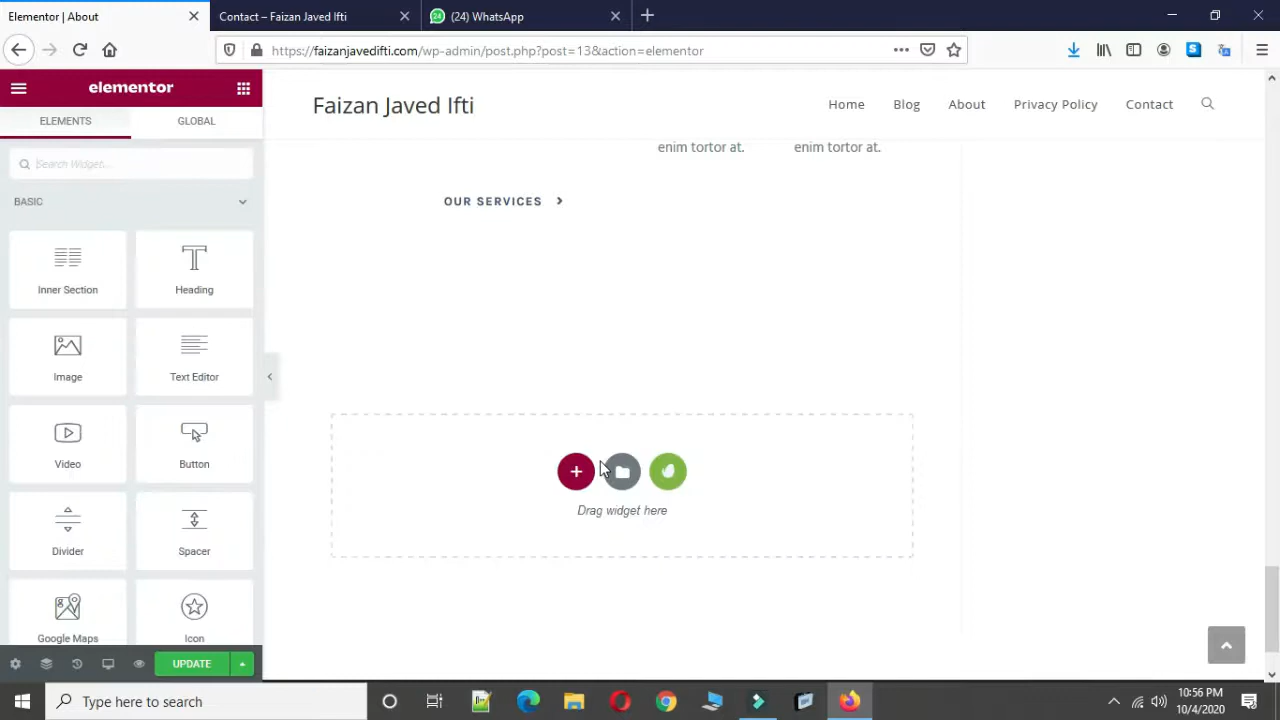 Elementor | About
Contact – Faizan Javed Ifti
(24) WhatsApp
https://faizanjavedifti.com/wp-admin/post.php?post=13&action=elementor
elementor
ELEMENTS
GLOBAL
Search Widget...
BASIC
Inner Section
Heading
Image
Text Editor
Video
Button
Divider
Spacer
Google Maps
Icon
UPDATE
Faizan Javed Ifti
Home
Blog
About
Privacy Policy
Contact
enim tortor at.
enim tortor at.
OUR SERVICES
Drag widget here
Type here to search
10:56 PM
10/4/2020